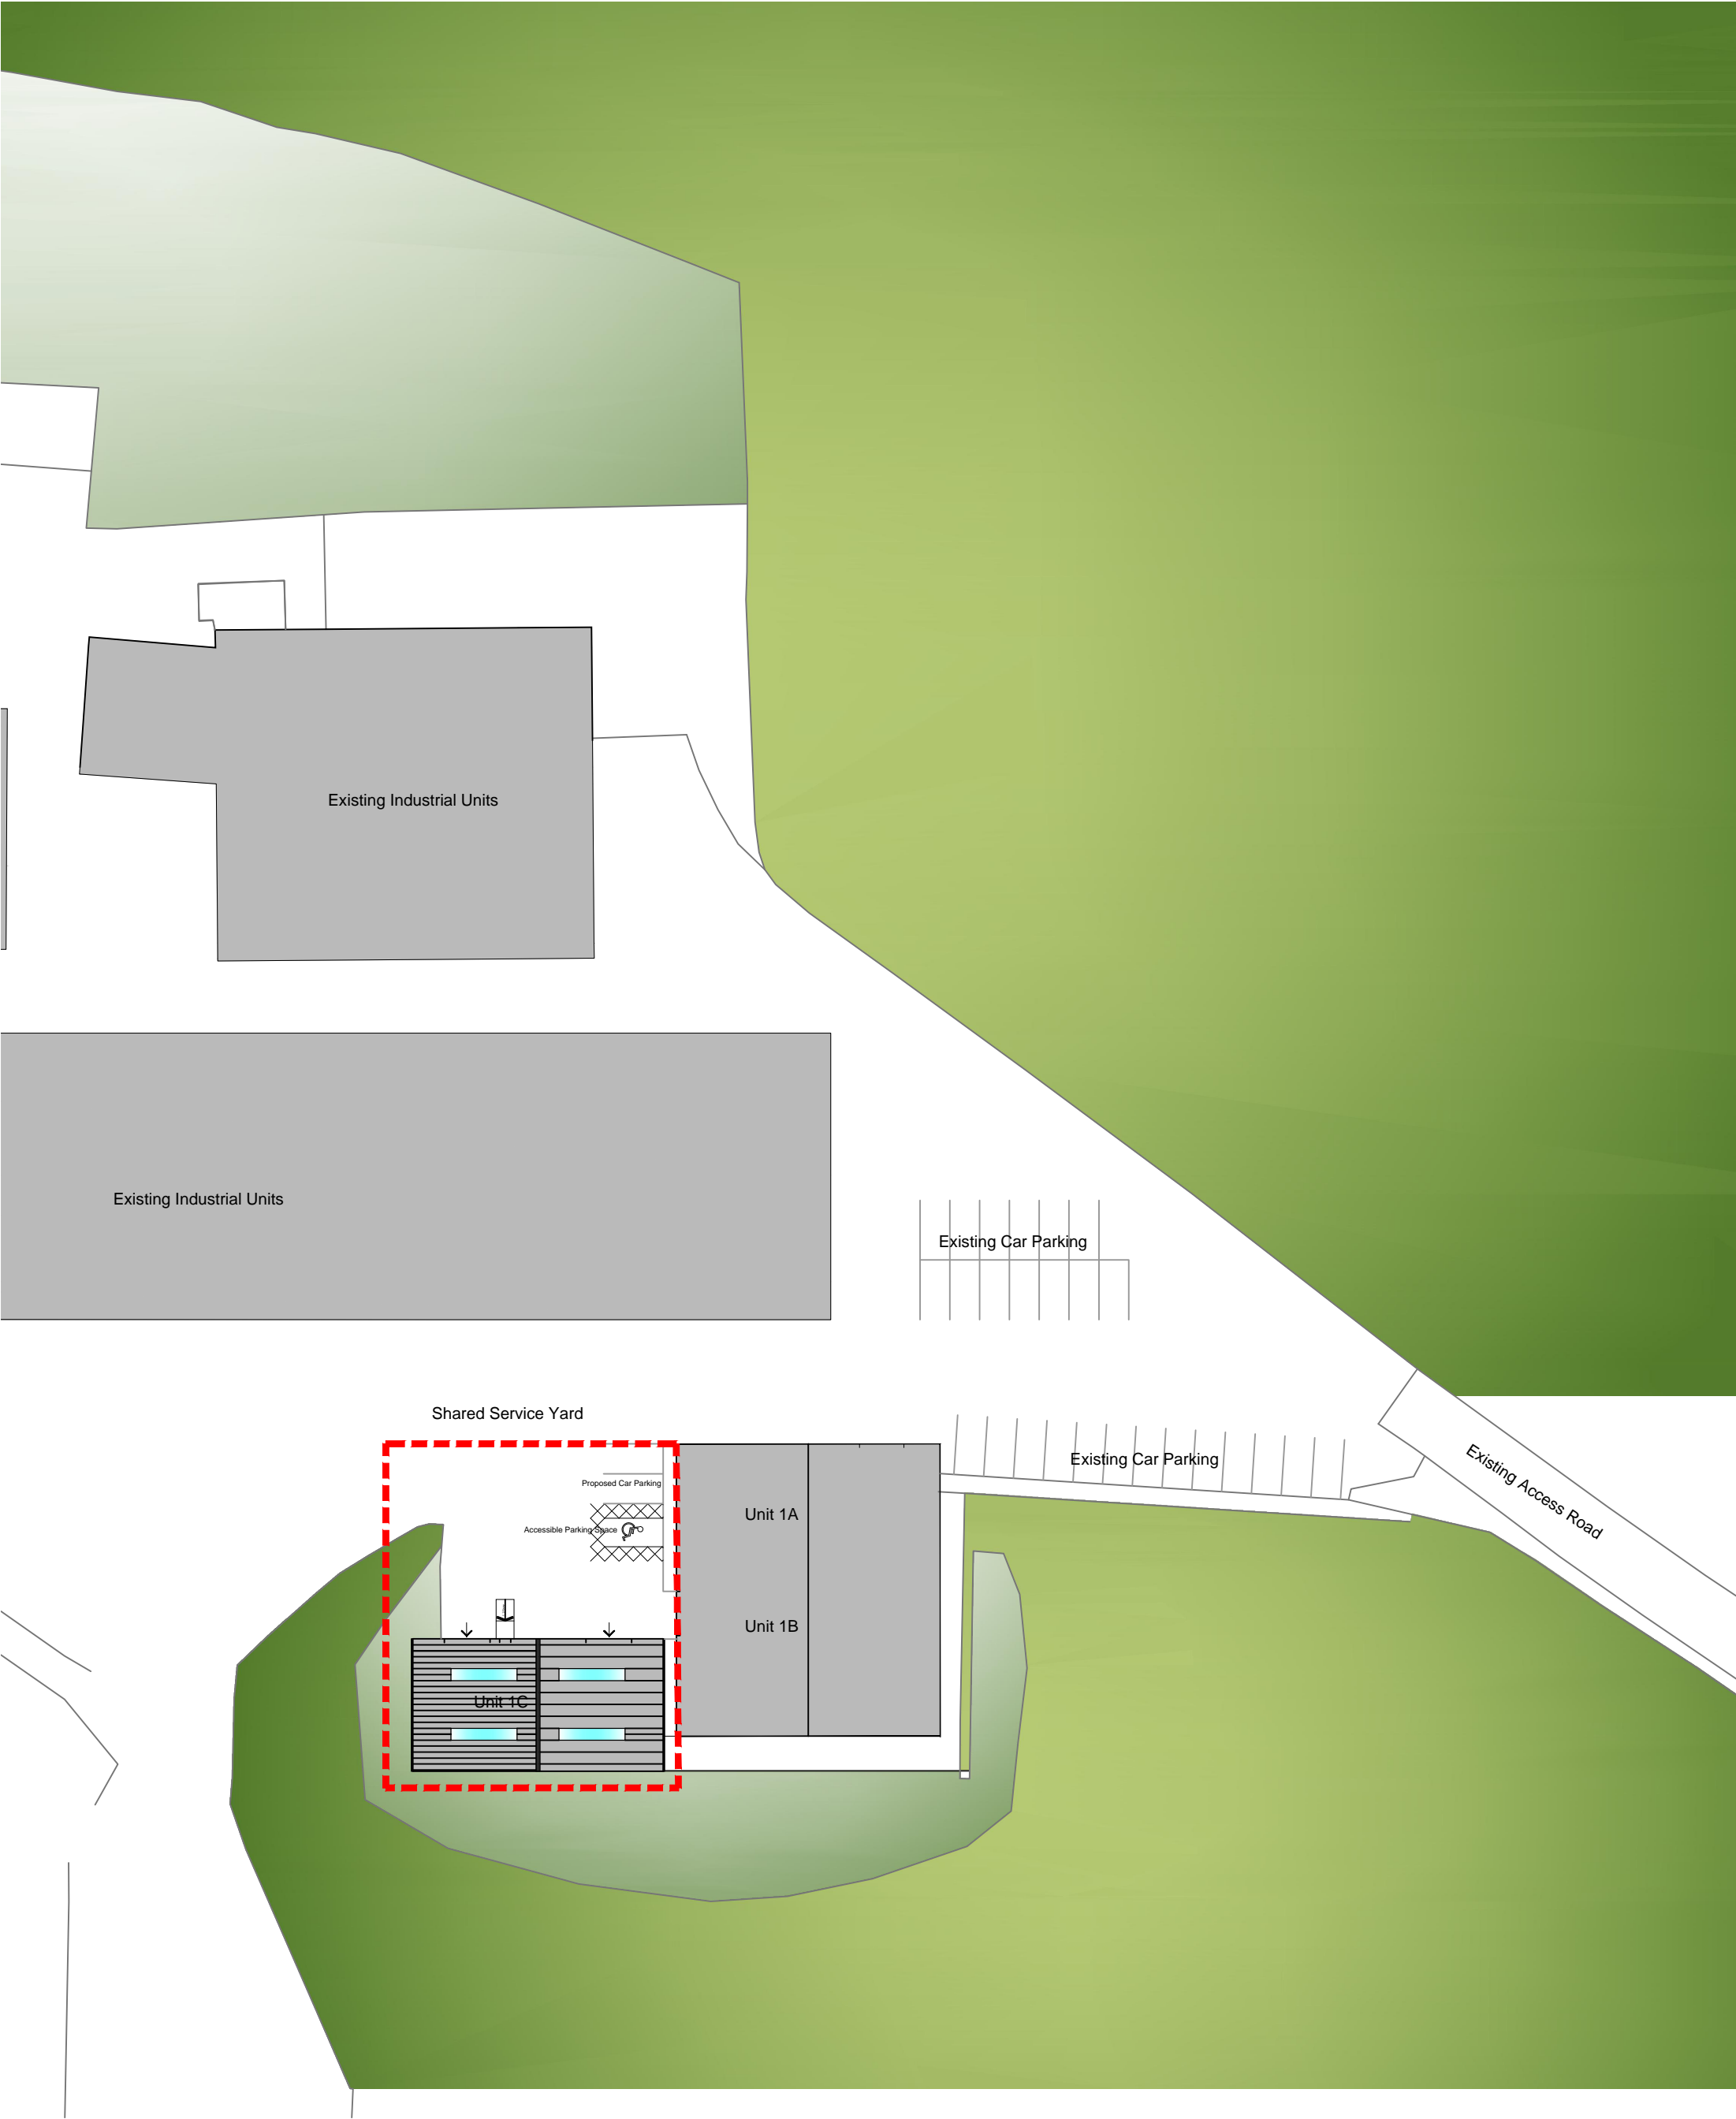 Existing Industrial Units
Existing Industrial Units
Existing Car Parking
Shared Service Yard
Existing Car Parking
Existing Access Road
Proposed Car Parking
Unit 1A
Accessible Parking Space
Unit 1B
Unit 1C